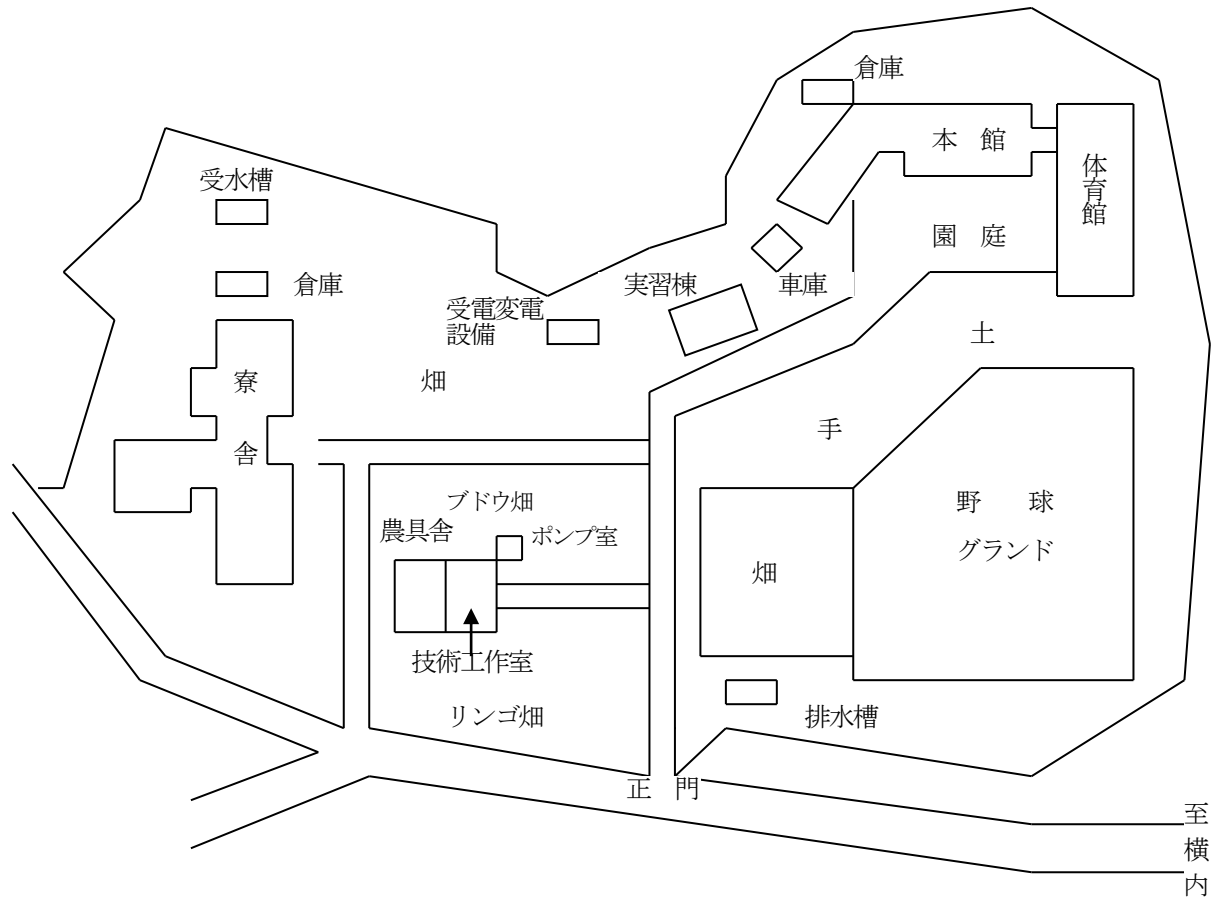 倉庫
本　館
体育館
受水槽
園　庭
倉庫
実習棟
車庫
受電変電
設備
土
寮
畑
手
舎
ブドウ畑
野　球
農具舎
ポンプ室
グランド
畑
技術工作室
リンゴ畑
排水槽
正　門
至横内